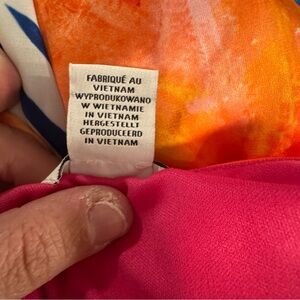 FABRIQUÉ AU
VIETNAM
WYPRODUKOWANO
W WIETNAMIE
IN VIETNAM
HERGESTELLT
GEPRODUCEERD
IN VIETNAM